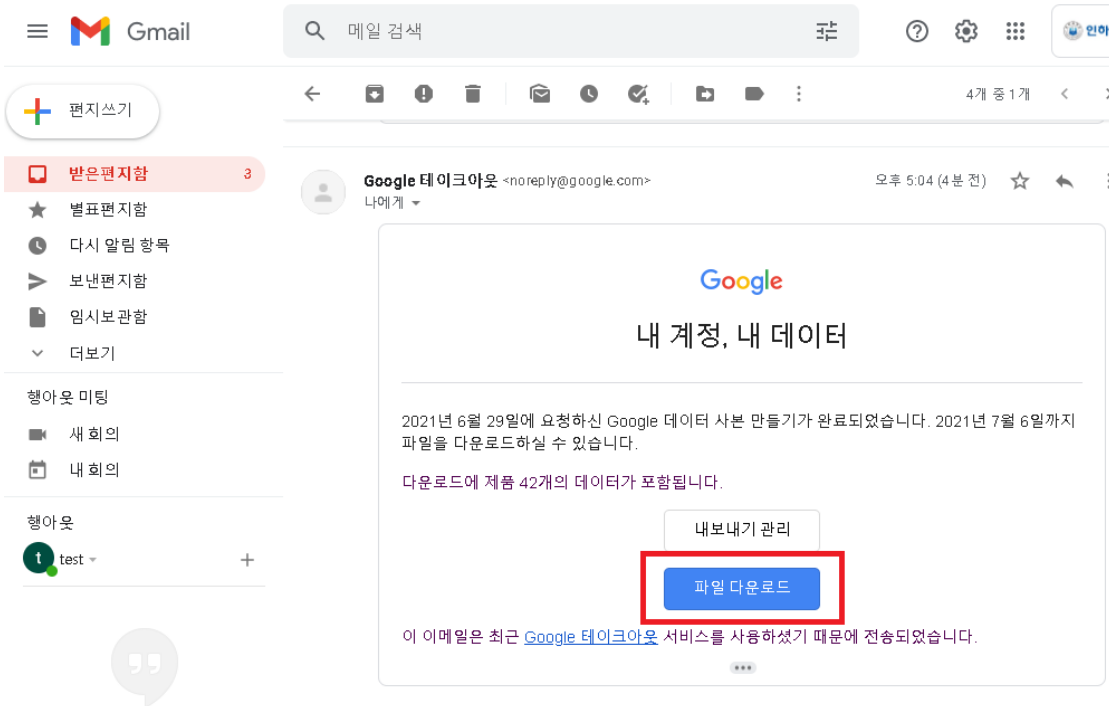 Gmail
메일 검색
인하
편지쓰기
4개 중 1개
받은편지함 3
별표편지함
다시 알림 항목
보낸편지함
임시보관함
더보기
행아웃 미팅
새 회의
내 회의
행아웃
t test
Google 테이크아웃 <noreply@google.com>
오후 5:04 (4분 전)
나에게
Google
내 계정, 내 데이터
2021년 6월 29일에 요청하신 Google 데이터 사본 만들기가 완료되었습니다. 2021년 7월 6일까지
파일을 다운로드하실 수 있습니다.
다운로드에 제품 42개의 데이터가 포함됩니다.
내보내기 관리
파일 다운로드
이 이메일은 최근 Google 테이크아웃 서비스를 사용하셨기 때문에 전송되었습니다.